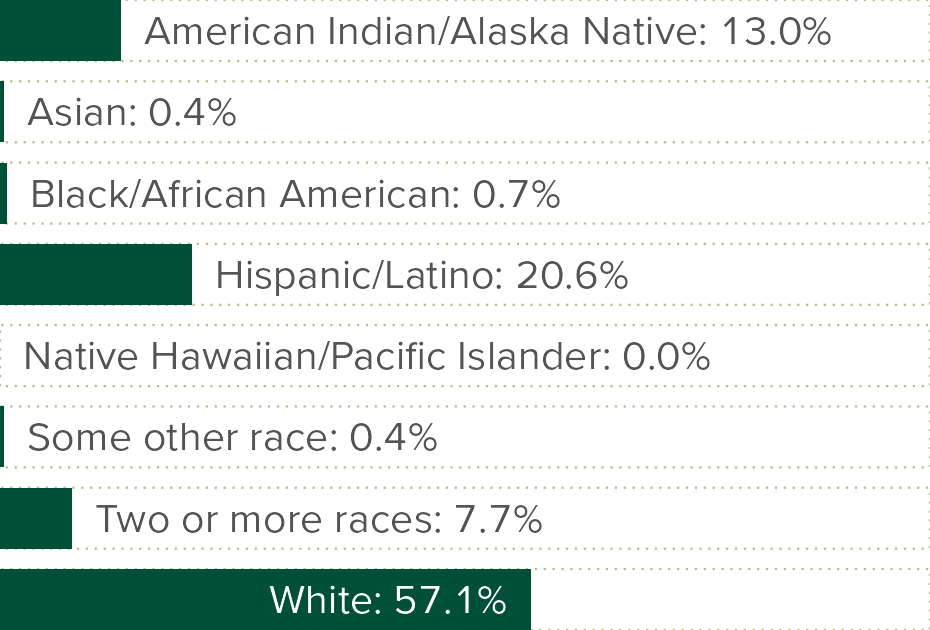 American Indian/Alaska Native: 13.0%
Asian: 0.4%
Black/African American: 0.7%
Hispanic/Latino: 20.6%
Native Hawaiian/Pacific Islander: 0.0%
Some other race: 0.4%
Two or more races: 7.7%
White: 57.1%